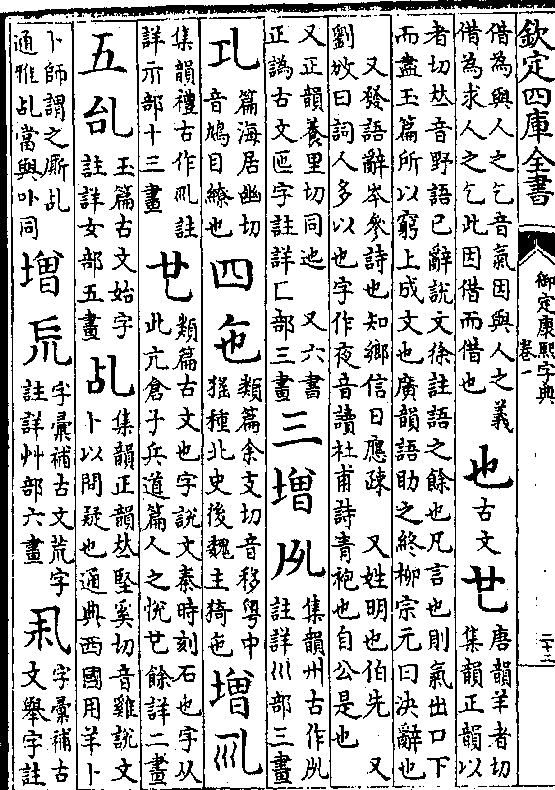 欽定四庫全書
御定康熙字典
卷一
借為與人之乞音氣因與人之義
借為求人之乞此因借而借也
也
古文
唐韻羊者切
集韻正韻以
者切𠀤音野語已辭說文徐註語之餘也凡言也則氣出口下
而盡玉篇所以窮上成文也廣韻語助之終栁宗元曰決辭也
又發語辭岑參詩也知鄉信日應疎 又姓明也伯先 又
劉攽曰詞人多以也字作夜音讀杜甫詩青袍也自公是也
又正韻養里切同迆 又六書
正譌古文匜字註詳匚部三畫
三增
集韻州古作
註詳巛部三畫
篇海居幽切
音鳩目繚也
四㐌
類篇余支切音移粤中
猺種北史後魏主猗㐌
增
集韻禮古作 註
詳示部十三畫
類篇古文也字說文秦時刻石也字从
此亢倉子兵道篇人之悅 餘詳二畫
五乨
玉篇古文始字
註詳女部五畫
乩
集韻正韻𠀤堅奚切音雞說文
卜以問疑也通典西國用羊卜
卜師謂之厮乩
通雅乩當與卟同
增㐬
字彙補古文荒字
註詳艸部六畫
字彙補古
文舉字註